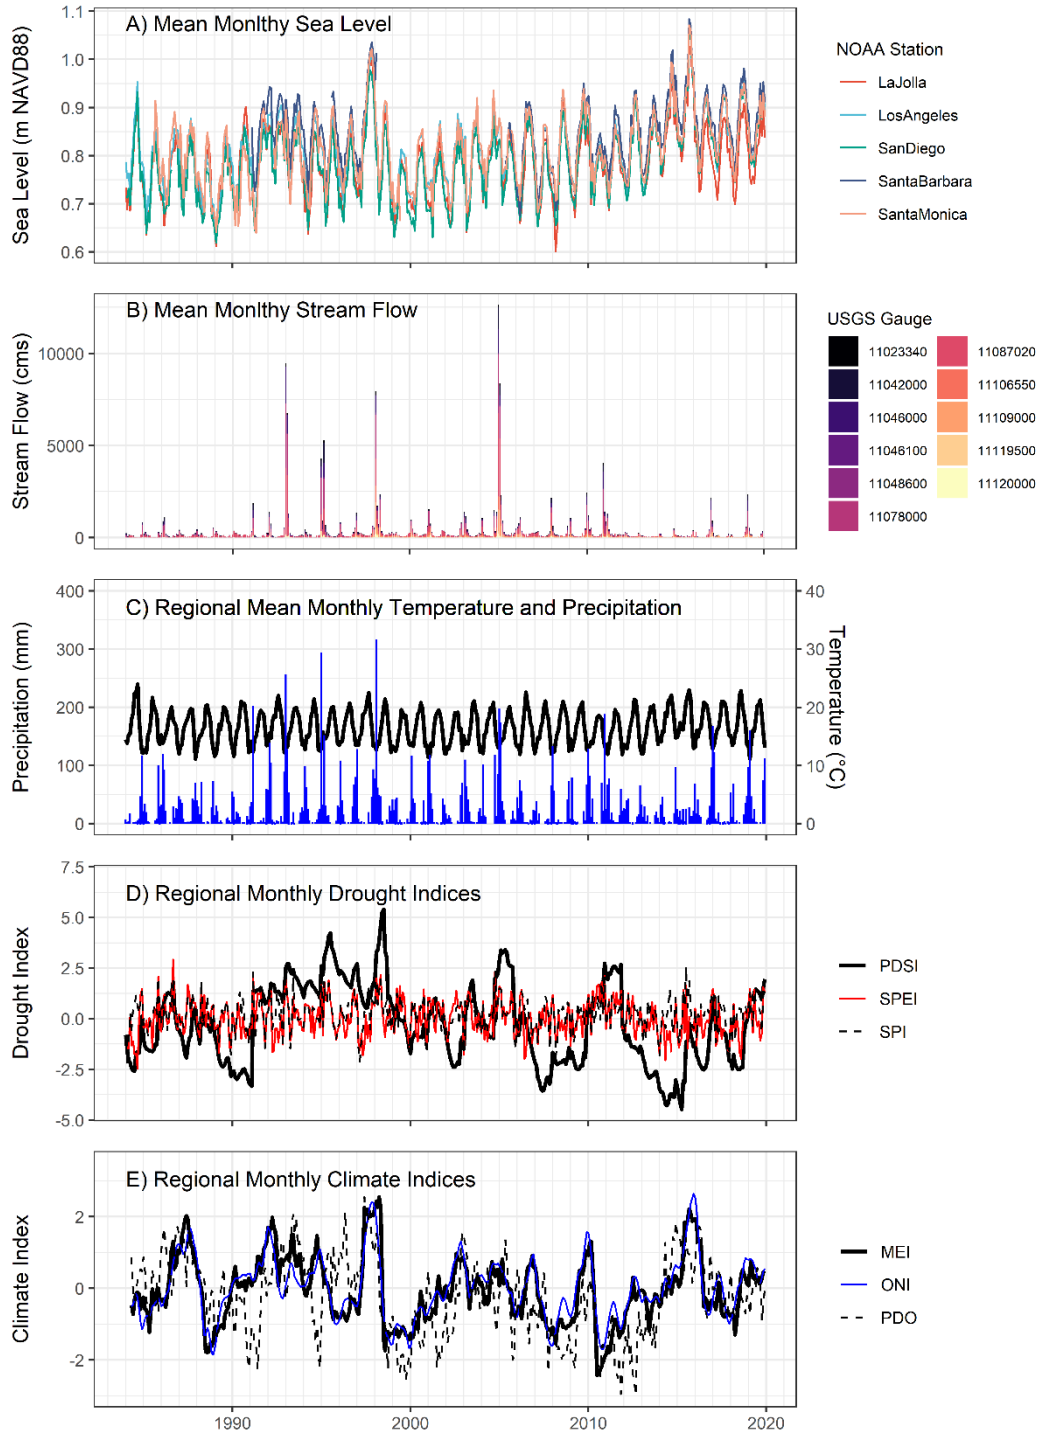 A) Mean Monlthy Sea Level
Sea Level (m NAVD88)
1.1
1.0
0.9
0.8
0.7
0.6
NOAA Station
LaJolla
LosAngeles
SanDiego
SantaBarbara
SantaMonica
B) Mean Monlthy Stream Flow
Stream Flow (cms)
10000
5000
0
USGS Gauge
11023340
11042000
11046000
11046100
11048600
11078000
11087020
11106550
11109000
11119500
11120000
C) Regional Mean Monthly Temperature and Precipitation
Precipitation (mm)
400
300
200
100
0
40
30
20
10
0
Temperature (°C)
D) Regional Monthly Drought Indices
Drought Index
7.5
5.0
2.5
0.0
-2.5
-5.0
PDSI
SPEI
SPI
E) Regional Monthly Climate Indices
Climate Index
2
0
-2
MEI
ONI
PDO
1990
2000
2010
2020